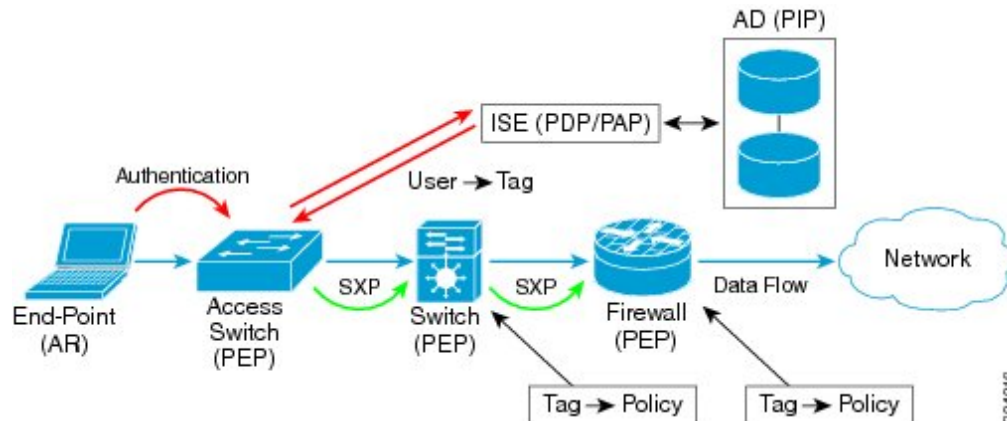 AD (PIP)
ISE (PDP/PAP)
Authentication
User → Tag
SXP
SXP
Data Flow
Network
End-Point
(AR)
Access
Switch
(PEP)
Switch
(PEP)
Firewall
(PEP)
Tag → Policy
Tag → Policy